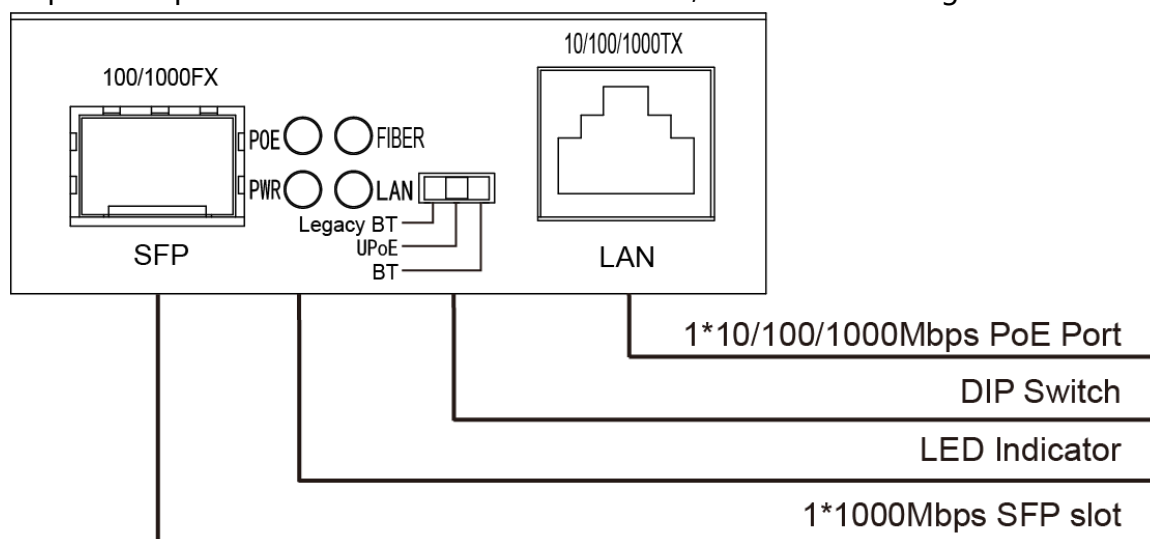 10/100/1000TX
100/1000FX
POE
FIBER
PWR
LAN
Legacy BT
UPoE
BT
SFP
LAN
1*10/100/1000Mbps PoE Port
DIP Switch
LED Indicator
1*1000Mbps SFP slot